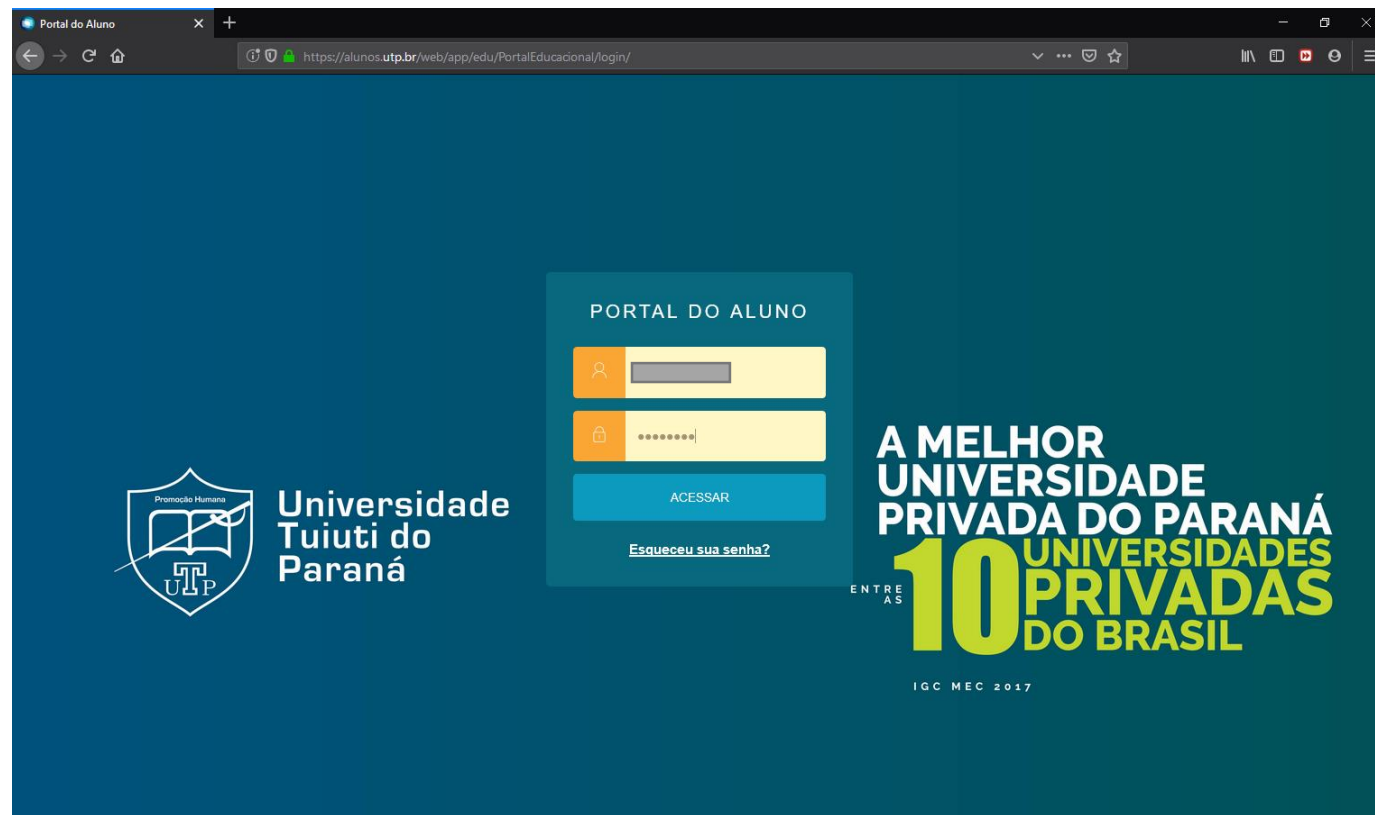 Portal do Aluno
https://alunos.utp.br/web/app/edu/PortalEducacional/login/
PORTAL DO ALUNO
ACESSAR
Esqueceu sua senha?
Promoção Humana
UTP
Universidade
Tuiuti do
Paraná
A MELHOR
UNIVERSIDADE
PRIVADA DO PARANÁ
ENTRE
AS
10
UNIVERSIDADES
PRIVADAS
DO BRASIL
IGC MEC 2017